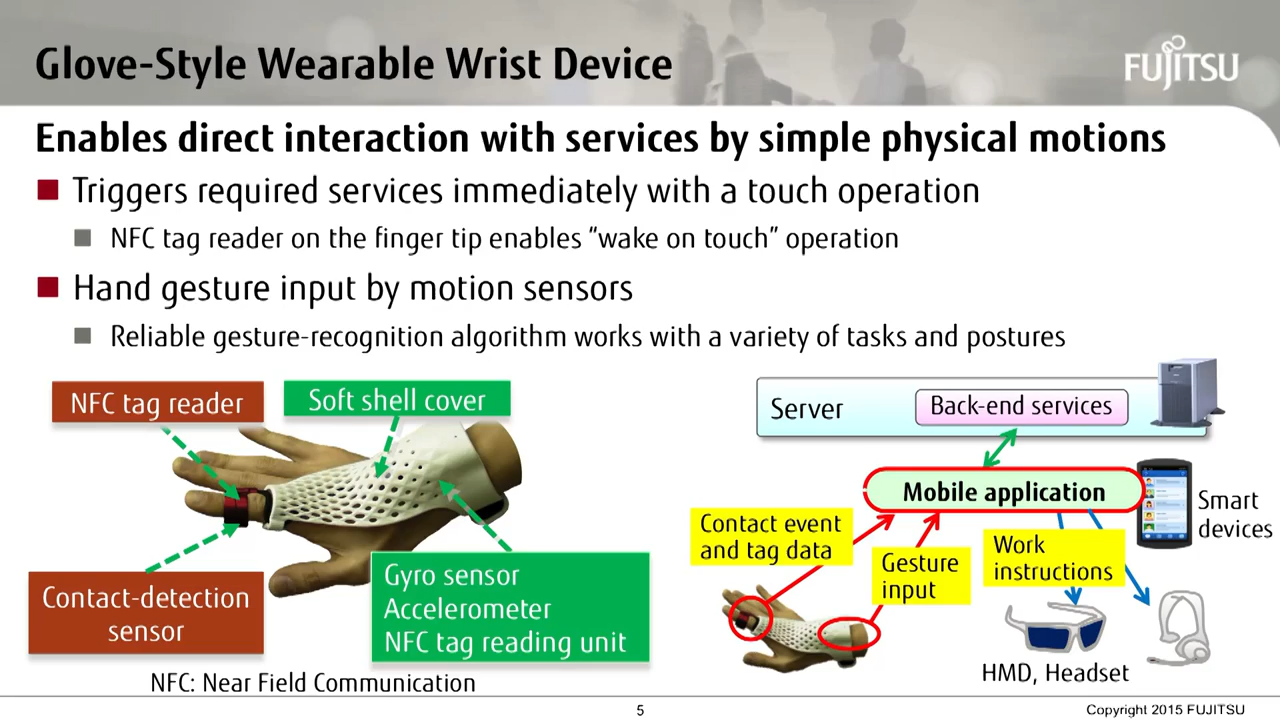 Glove-Style Wearable Wrist Device
FUJITSU
Enables direct interaction with services by simple physical motions
Triggers required services immediately with a touch operation
NFC tag reader on the finger tip enables “wake on touch” operation
Hand gesture input by motion sensors
Reliable gesture-recognition algorithm works with a variety of tasks and postures
NFC tag reader
Soft shell cover
Contact-detection
sensor
Gyro sensor
Accelerometer
NFC tag reading unit
NFC: Near Field Communication
Server
Back-end services
Mobile application
Smart
devices
Contact event
and tag data
Gesture
input
Work
instructions
HMD, Headset
5
Copyright 2015 FUJITSU